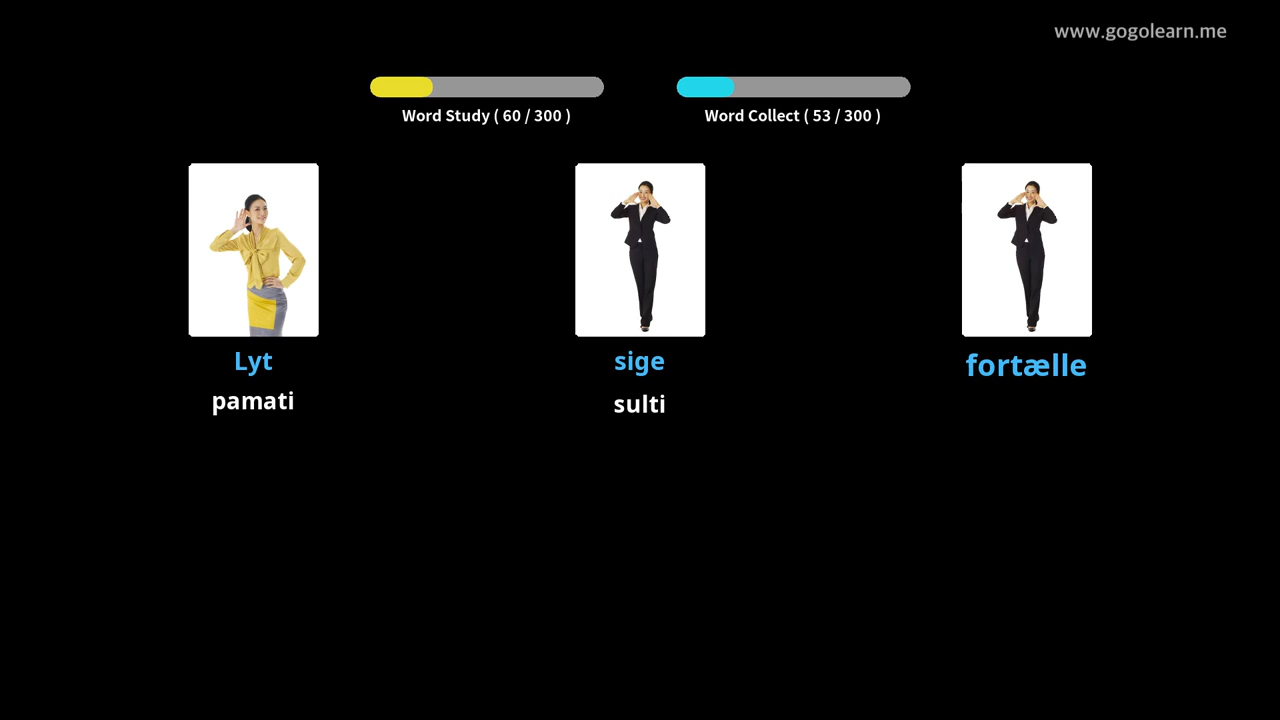 www.gogolearn.me
Word Study ( 60 / 300 )
Word Collect ( 53 / 300 )
Lyt
pamati
sige
sulti
fortælle